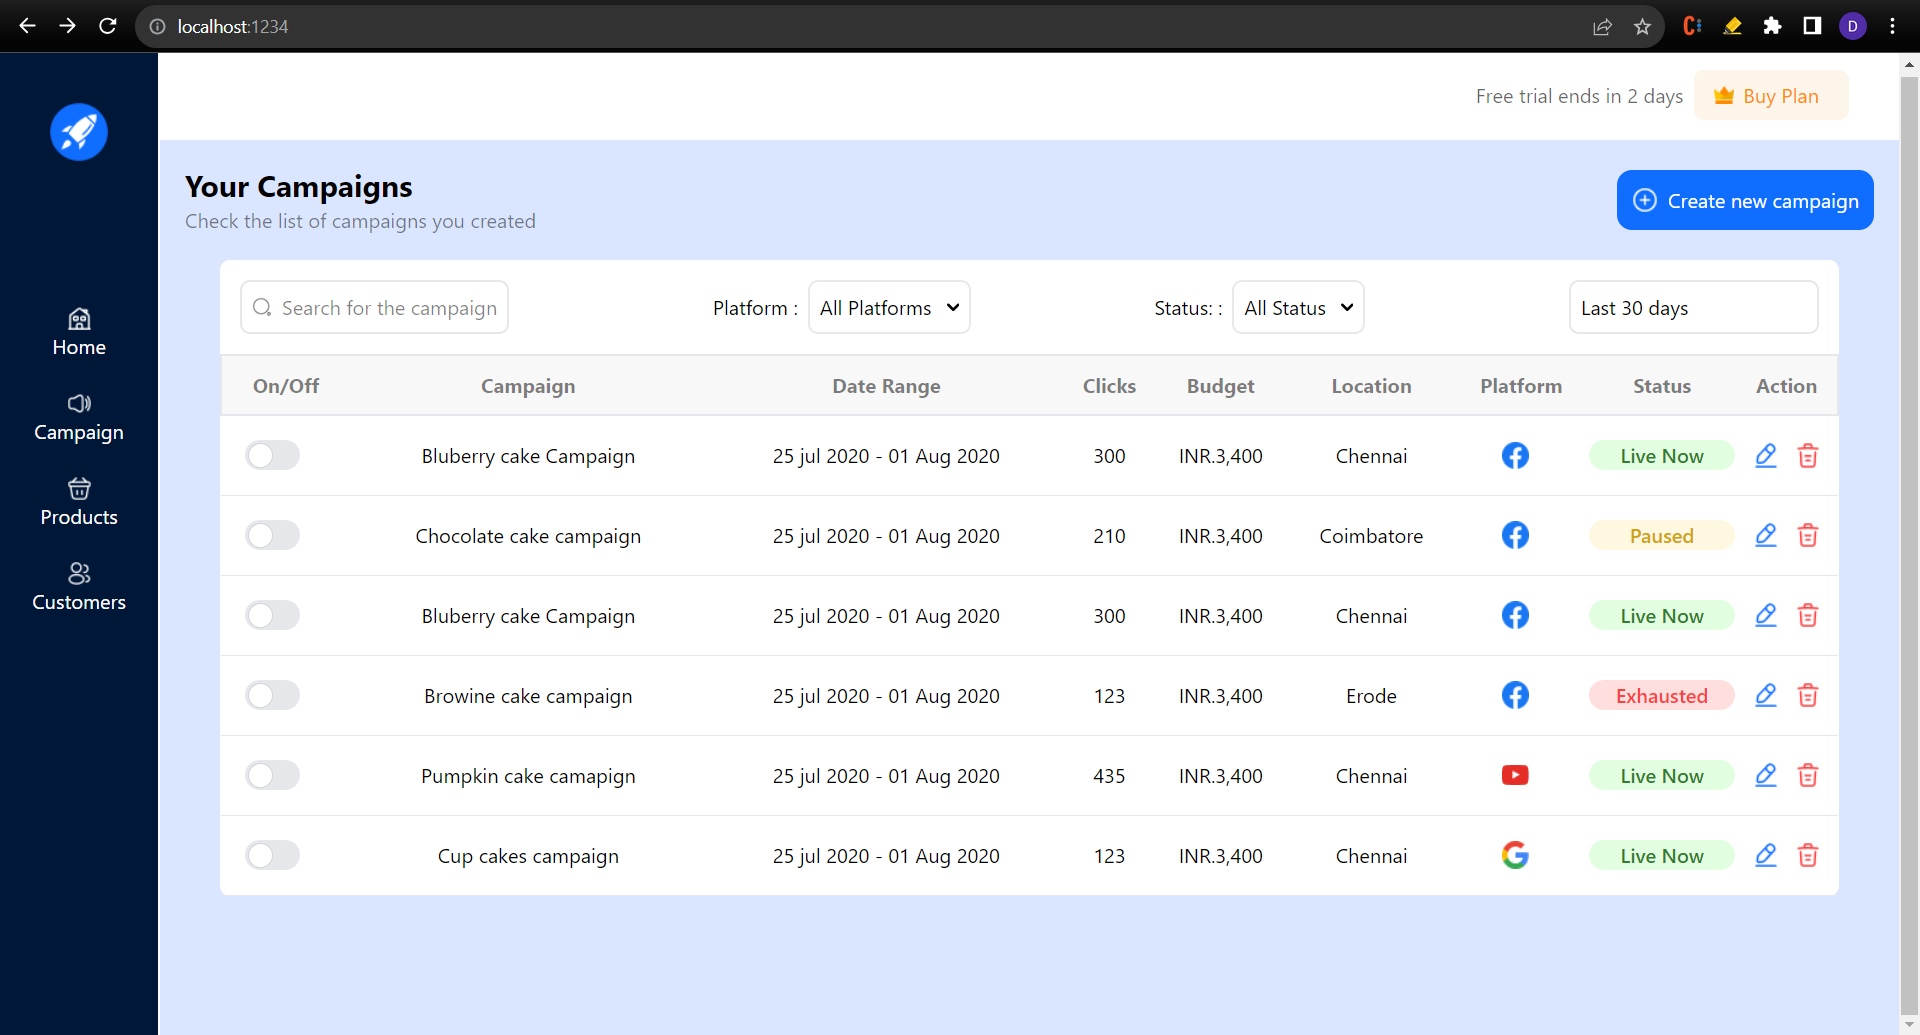 localhost:1234
D
Free trial ends in 2 days Buy Plan
Your Campaigns
Check the list of campaigns you created
Create new campaign
Home
Campaign
Products
Customers
Search for the campaign Platform : All Platforms Status: : All Status Last 30 days
On/Off Campaign Date Range Clicks Budget Location Platform Status Action
Bluberry cake Campaign 25 jul 2020 - 01 Aug 2020 300 INR.3,400 Chennai Live Now
Chocolate cake campaign 25 jul 2020 - 01 Aug 2020 210 INR.3,400 Coimbatore Paused
Bluberry cake Campaign 25 jul 2020 - 01 Aug 2020 300 INR.3,400 Chennai Live Now
Browine cake campaign 25 jul 2020 - 01 Aug 2020 123 INR.3,400 Erode Exhausted
Pumpkin cake camapign 25 jul 2020 - 01 Aug 2020 435 INR.3,400 Chennai Live Now
Cup cakes campaign 25 jul 2020 - 01 Aug 2020 123 INR.3,400 Chennai Live Now